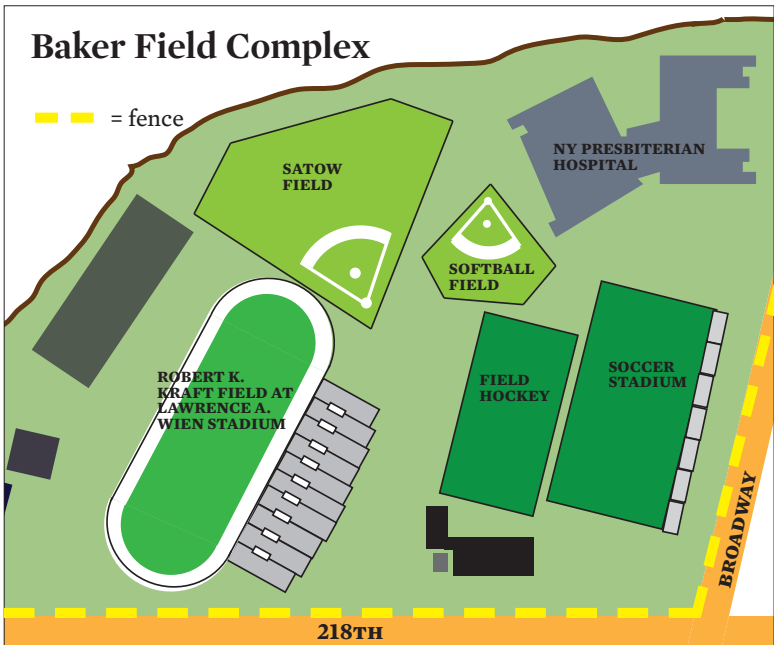 Baker Field Complex
= fence
NY PRESBITERIAN
HOSPITAL
SATOW
FIELD
SOFTBALL
FIELD
ROBERT K.
KRAFT FIELD AT
LAWRENCE A.
WIEN STADIUM
FIELD
HOCKEY
SOCCER
STADIUM
BROADWAY
218TH